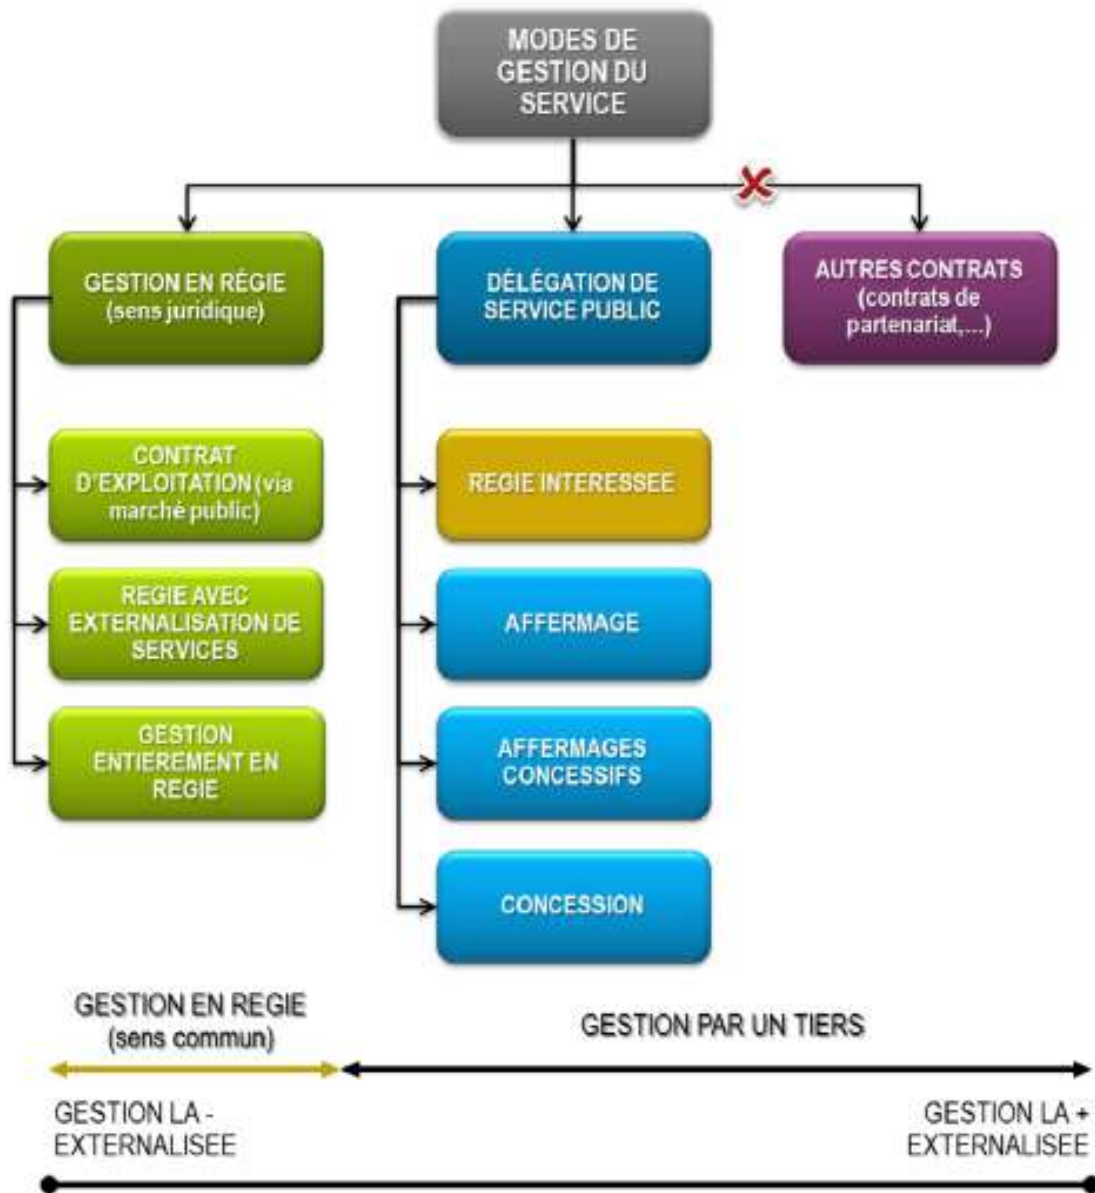 MODES DE
GESTION DU
SERVICE
GESTION EN RÉGIE
(sens juridique)
DÉLÉGATION DE
SERVICE PUBLIC
AUTRES CONTRATS
(contrats de
partenariat,...)
CONTRAT
D'EXPLOITATION (via
marché public)
REGIE INTERESSEE
REGIE AVEC
EXTERNALISATION DE
SERVICES
AFFERMAGE
GESTION
ENTIEREMENT EN
REGIE
AFFERMAGES
CONCESSIFS
CONCESSION
GESTION EN REGIE
(sens commun)
GESTION PAR UN TIERS
GESTION LA -
EXTERNALISEE
GESTION LA +
EXTERNALISEE